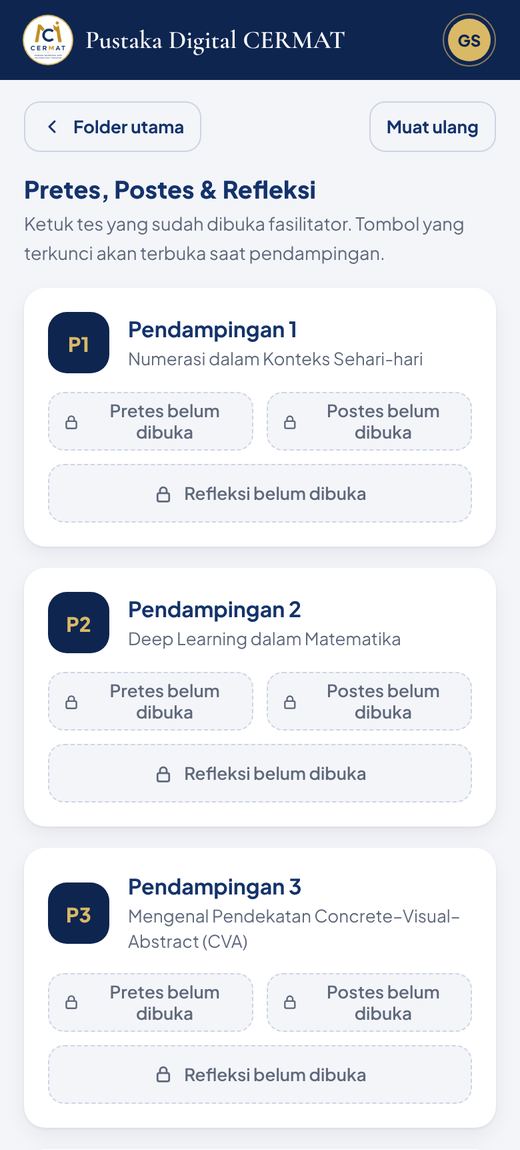 CERMAT
Pustaka Digital CERMAT
GS
Folder utama
Muat ulang
Pretes, Postes & Refleksi
Ketuk tes yang sudah dibuka fasilitator. Tombol yang
terkunci akan terbuka saat pendampingan.
P1
Pendampingan 1
Numerasi dalam Konteks Sehari-hari
Pretes belum
dibuka
Postes belum
dibuka
Refleksi belum dibuka
P2
Pendampingan 2
Deep Learning dalam Matematika
Pretes belum
dibuka
Postes belum
dibuka
Refleksi belum dibuka
P3
Pendampingan 3
Mengenal Pendekatan Concrete–Visual–
Abstract (CVA)
Pretes belum
dibuka
Postes belum
dibuka
Refleksi belum dibuka